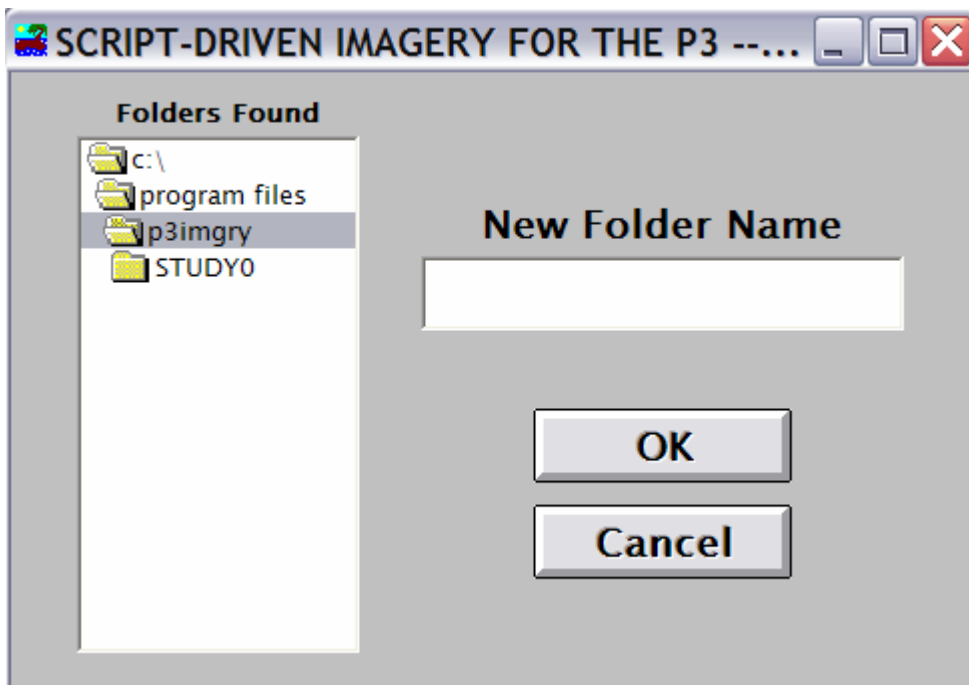 SCRIPT-DRIVEN IMAGERY FOR THE P3 --...
Folders Found
c:\
program files
p3imgry
STUDY0
New Folder Name
OK
Cancel